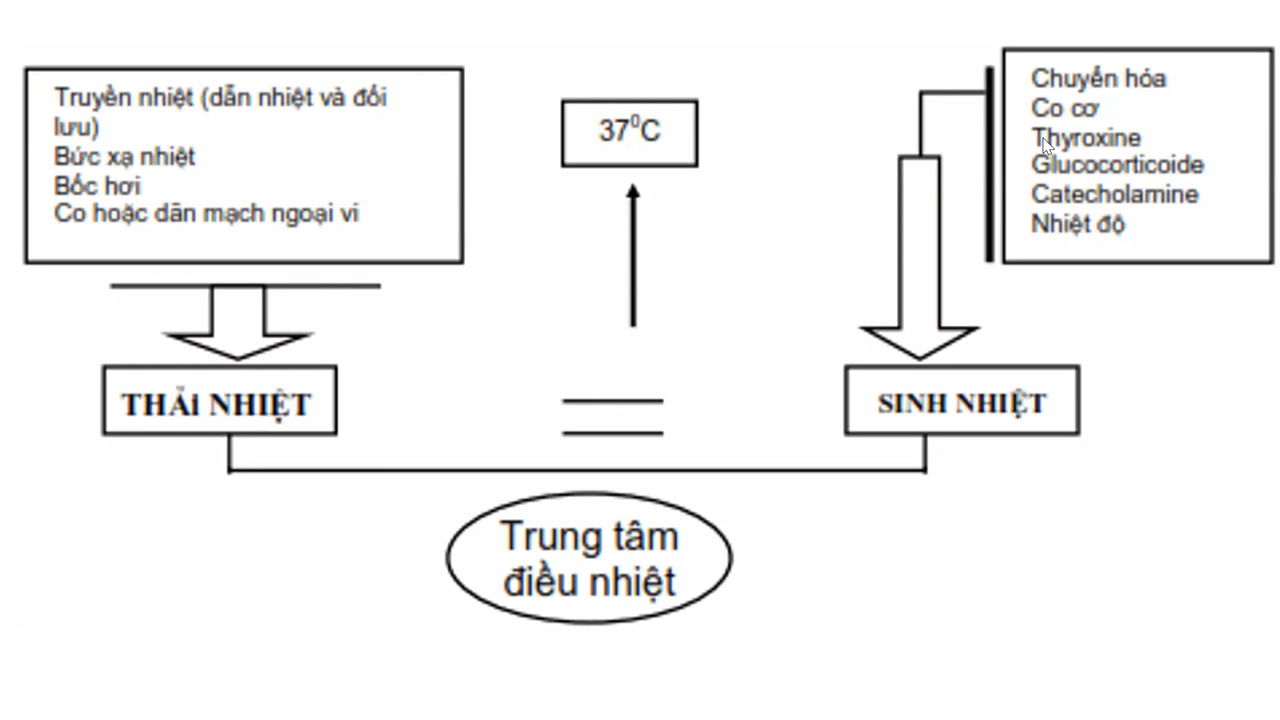 Truyền nhiệt (dẫn nhiệt và đối
lưu)
Bức xạ nhiệt
Bốc hơi
Co hoặc dãn mạch ngoại vi
37⁰C
Chuyển hóa
Co cơ
Thyroxine
Glucocorticoide
Catecholamine
Nhiệt độ
THẢi NHIỆT
SINH NHIỆT
Trung tâm
điều nhiệt